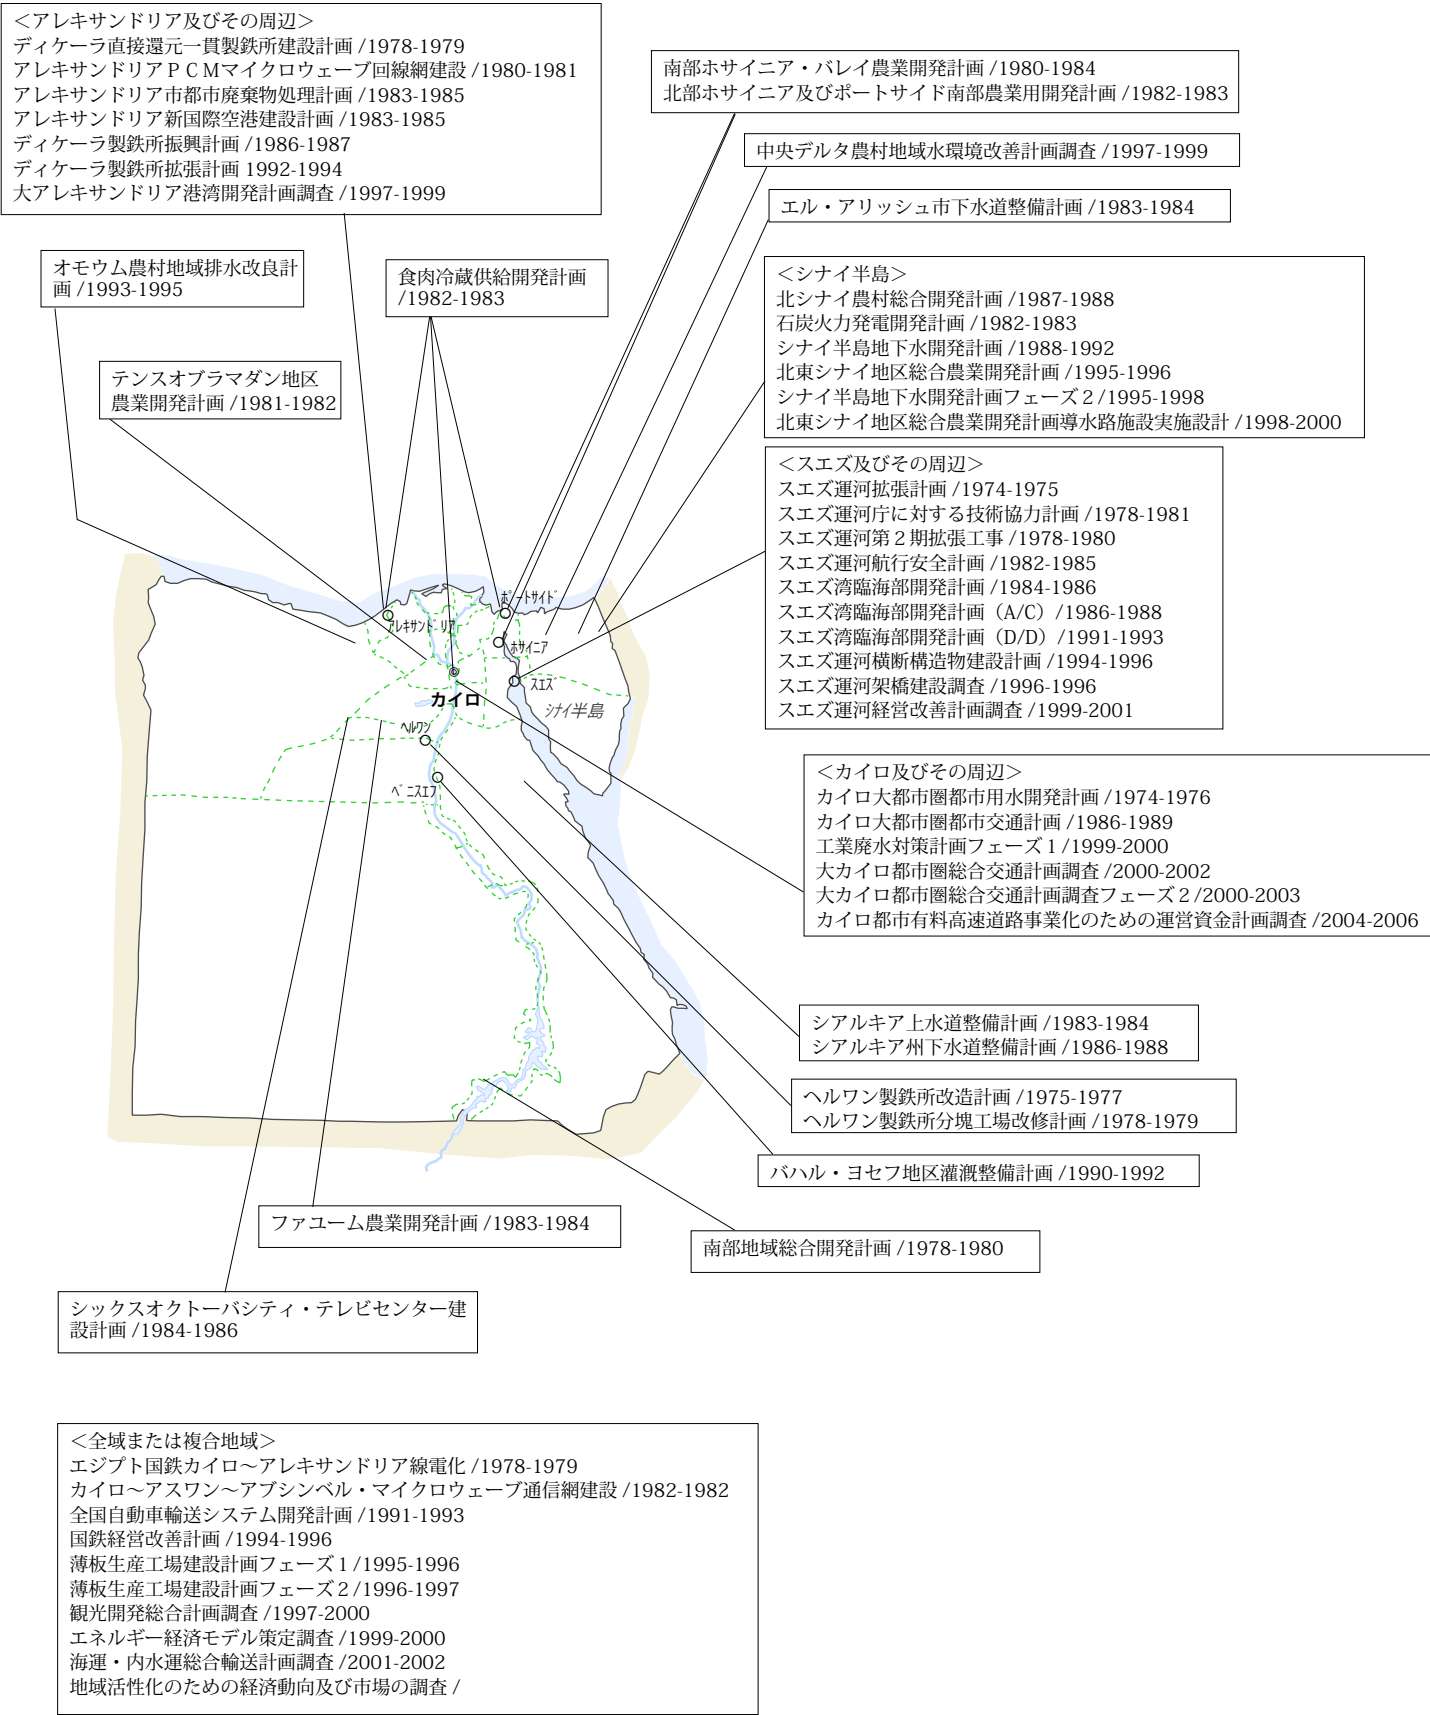 ＜アレキサンドリア及びその周辺＞
ディケーラ直接還元一貫製鉄所建設計画 /1978-1979
アレキサンドリアＰＣＭマイクロウェーブ回線網建設 /1980-1981
アレキサンドリア市都市廃棄物処理計画 /1983-1985
アレキサンドリア新国際空港建設計画 /1983-1985
ディケーラ製鉄所振興計画 /1986-1987
ディケーラ製鉄所拡張計画 1992-1994
大アレキサンドリア港湾開発計画調査 /1997-1999
南部ホサイニア・バレイ農業開発計画 /1980-1984
北部ホサイニア及びポートサイド南部農業用開発計画 /1982-1983
中央デルタ農村地域水環境改善計画調査 /1997-1999
エル・アリッシュ市下水道整備計画 /1983-1984
オモウム農村地域排水改良計
画 /1993-1995
食肉冷蔵供給開発計画
/1982-1983
テンスオブラマダン地区
農業開発計画 /1981-1982
＜シナイ半島＞
北シナイ農村総合開発計画 /1987-1988
石炭火力発電開発計画 /1982-1983
シナイ半島地下水開発計画 /1988-1992
北東シナイ地区総合農業開発計画 /1995-1996
シナイ半島地下水開発計画フェーズ２/1995-1998
北東シナイ地区総合農業開発計画導水路施設実施設計 /1998-2000
＜スエズ及びその周辺＞
スエズ運河拡張計画 /1974-1975
スエズ運河庁に対する技術協力計画 /1978-1981
スエズ運河第２期拡張工事 /1978-1980
スエズ運河航行安全計画 /1982-1985
スエズ湾臨海部開発計画 /1984-1986
スエズ湾臨海部開発計画（A/C）/1986-1988
スエズ湾臨海部開発計画（D/D）/1991-1993
スエズ運河横断構造物建設計画 /1994-1996
スエズ運河架橋建設調査 /1996-1996
スエズ運河経営改善計画調査 /1999-2001
ﾎﾟｰﾄｻｲﾄﾞ
ｱﾚｷｻﾝﾄﾞﾘｱ
ﾎｻｲﾆｱ
ｽｴｽﾞ
カイロ
ｼﾅｲ半島
ﾍﾙﾜﾝ
ﾍﾞﾆｽｴﾌ
＜カイロ及びその周辺＞
カイロ大都市圏都市用水開発計画 /1974-1976
カイロ大都市圏都市交通計画 /1986-1989
工業廃水対策計画フェーズ１/1999-2000
大カイロ都市圏総合交通計画調査 /2000-2002
大カイロ都市圏総合交通計画調査フェーズ２/2000-2003
カイロ都市有料高速道路事業化のための運営資金計画調査 /2004-2006
シアルキア上水道整備計画 /1983-1984
シアルキア州下水道整備計画 /1986-1988
ヘルワン製鉄所改造計画 /1975-1977
ヘルワン製鉄所分塊工場改修計画 /1978-1979
バハル・ヨセフ地区灌漑整備計画 /1990-1992
ファユーム農業開発計画 /1983-1984
南部地域総合開発計画 /1978-1980
シックスオクトーバシティ・テレビセンター建
設計画 /1984-1986
＜全域または複合地域＞
エジプト国鉄カイロ～アレキサンドリア線電化 /1978-1979
カイロ～アスワン～アブシンベル・マイクロウェーブ通信網建設 /1982-1982
全国自動車輸送システム開発計画 /1991-1993
国鉄経営改善計画 /1994-1996
薄板生産工場建設計画フェーズ１/1995-1996
薄板生産工場建設計画フェーズ２/1996-1997
観光開発総合計画調査 /1997-2000
エネルギー経済モデル策定調査 /1999-2000
海運・内水運総合輸送計画調査 /2001-2002
地域活性化のための経済動向及び市場の調査 /